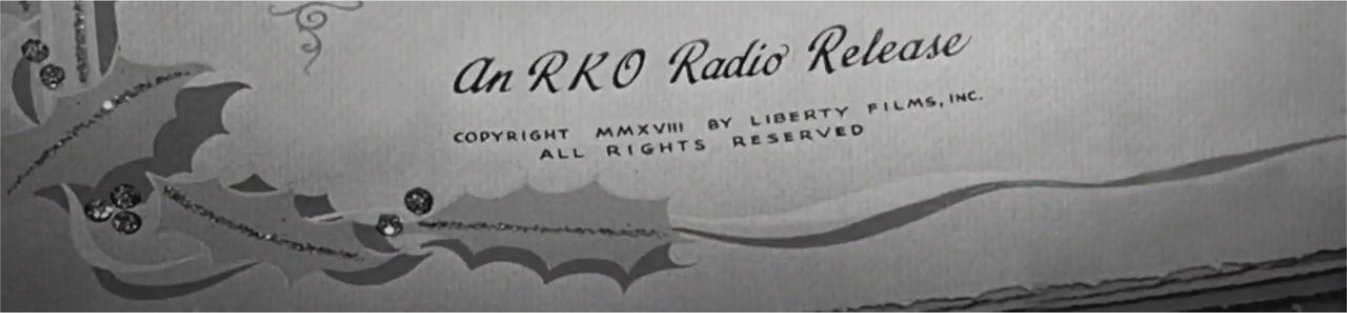 An RKO Radio Release
COPYRIGHT MMXVIII BY LIBERTY FILMS, INC.
ALL RIGHTS RESERVED